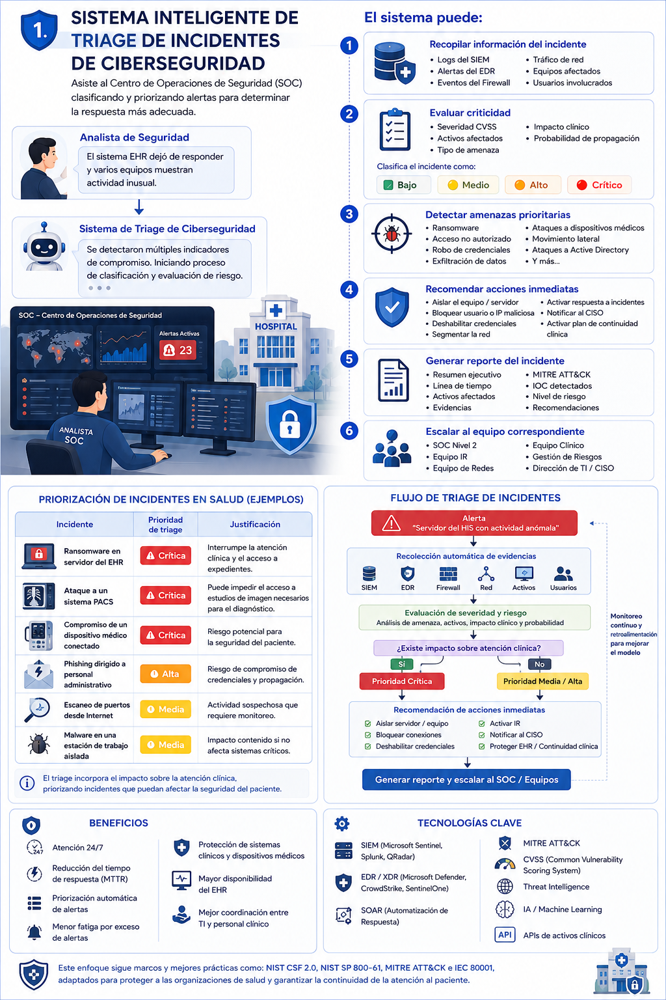 1.
SISTEMA INTELIGENTE DE
TRIAGE DE INCIDENTES
DE CIBERSEGURIDAD
Asiste al Centro de Operaciones de Seguridad (SOC)
clasificando y priorizando alertas para determinar
la respuesta más adecuada.
Analista de Seguridad
El sistema EHR dejó de responder
y varios equipos muestran
actividad inusual.
Sistema de Triage de Ciberseguridad
Se detectaron múltiples indicadores
de compromiso. Iniciando proceso
de clasificación y evaluación de riesgo.
SOC – Centro de Operaciones de Seguridad
Alertas Activas
23
HOSPITAL
ANALISTA
SOC
El sistema puede:
1
Recopilar información del incidente
• Logs del SIEM
• Alertas del EDR
• Eventos del Firewall
• Tráfico de red
• Equipos afectados
• Usuarios involucrados
2
Evaluar criticidad
• Severidad CVSS
• Activos afectados
• Tipo de amenaza
• Impacto clínico
• Probabilidad de propagación
Clasifica el incidente como:
Bajo
Medio
Alto
Crítico
3
Detectar amenazas prioritarias
• Ransomware
• Acceso no autorizado
• Robo de credenciales
• Exfiltración de datos
• Ataques a dispositivos médicos
• Movimiento lateral
• Ataques a Active Directory
• Y más...
4
Recomendar acciones inmediatas
• Aislar el equipo / servidor
• Bloquear usuario o IP maliciosa
• Deshabilitar credenciales
• Segmentar la red
• Activar respuesta a incidentes
• Notificar al CISO
• Activar plan de continuidad
clínica
5
Generar reporte del incidente
• Resumen ejecutivo
• Línea de tiempo
• Activos afectados
• Evidencias
• MITRE ATT&CK
• IOC detectados
• Nivel de riesgo
• Recomendaciones
6
Escalar al equipo correspondiente
• SOC Nivel 2
• Equipo IR
• Equipo de Redes
• Equipo Clínico
• Gestión de Riesgos
• Dirección de TI / CISO
PRIORIZACIÓN DE INCIDENTES EN SALUD (EJEMPLOS)
Incidente
Prioridad
de triage
Justificación
Ransomware en
servidor del EHR
Crítica
Interrumpe la atención
clínica y el acceso a
expedientes.
Ataque a un
sistema PACS
Crítica
Puede impedir el acceso a
estudios de imagen necesarios
para el diagnóstico.
Compromiso de un
dispositivo médico
conectado
Crítica
Riesgo potencial para
la seguridad del paciente.
Phishing dirigido a
personal
administrativo
Alta
Riesgo de compromiso de
credenciales y propagación.
Escaneo de puertos
desde Internet
Media
Actividad sospechosa que
requiere monitoreo.
Malware en una
estación de trabajo
aislada
Media
Impacto contenido si no
afecta sistemas críticos.
El triage incorpora el impacto sobre la atención clínica,
priorizando incidentes que puedan afectar la seguridad del paciente.
FLUJO DE TRIAGE DE INCIDENTES
Alerta
"Servidor del HIS con actividad anómala"
Recolección automática de evidencias
SIEM
EDR
Firewall
Red
Activos
Usuarios
Evaluación de severidad y riesgo
Análisis de amenaza, activos, impacto clínico y probabilidad
¿Existe impacto sobre atención clínica?
Sí
No
Prioridad Crítica
Prioridad Media / Alta
Recomendación de acciones inmediatas
Aislar servidor / equipo
Bloquear conexiones
Deshabilitar credenciales
Activar IR
Notificar al CISO
Proteger EHR / Continuidad clínica
Generar reporte y escalar al SOC / Equipos
Monitoreo
continuo y
retroalimentación
para mejorar
el modelo
BENEFICIOS
24/7
Atención 24/7
Reducción del tiempo
de respuesta (MTTR)
Priorización automática
de alertas
Menor fatiga por exceso
de alertas
Protección de sistemas
clínicos y dispositivos médicos
Mayor disponibilidad
del EHR
Mejor coordinación entre
TI y personal clínico
TECNOLOGÍAS CLAVE
SIEM (Microsoft Sentinel,
Splunk, QRadar)
EDR / XDR (Microsoft Defender,
CrowdStrike, SentinelOne)
SOAR (Automatización de
Respuesta)
MITRE ATT&CK
CVSS (Common Vulnerability
Scoring System)
Threat Intelligence
IA / Machine Learning
API
APIs de activos clínicos
Este enfoque sigue marcos y mejores prácticas como: NIST CSF 2.0, NIST SP 800-61, MITRE ATT&CK e IEC 80001,
adaptados para proteger a las organizaciones de salud y garantizar la continuidad de la atención al paciente.